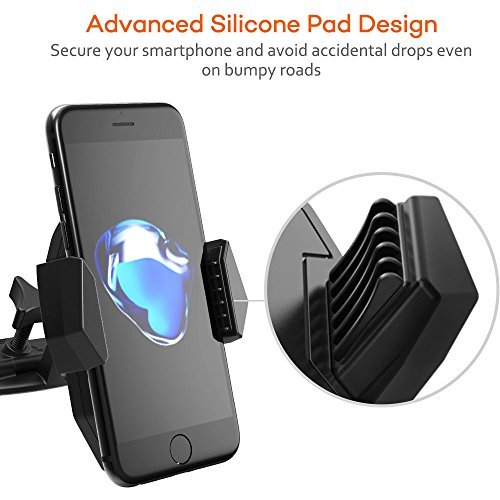 Advanced Silicone Pad Design
Secure your smartphone and avoid accidental drops even
on bumpy roads